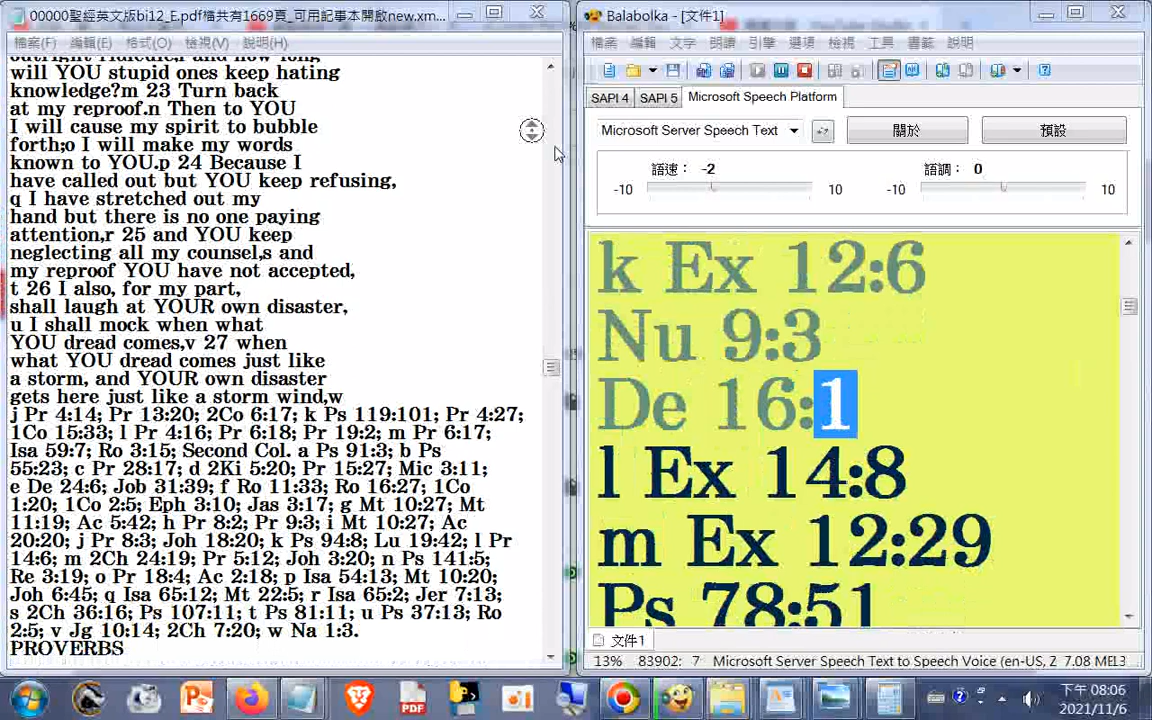 00000聖經英文版bi12_E.pdf檔共有1669頁_可用記事本開啟new.xm...
檔案(F) 編輯(E) 格式(O) 檢視(V) 說明(H)
outright ridicule,r and how long
will YOU stupid ones keep hating
knowledge?m 23 Turn back
at my reproof.n Then to YOU
I will cause my spirit to bubble
forth;o I will make my words
known to YOU.p 24 Because I
have called out but YOU keep refusing,
q I have stretched out my
hand but there is no one paying
attention,r 25 and YOU keep
neglecting all my counsel,s and
my reproof YOU have not accepted,
t 26 I also, for my part,
shall laugh at YOUR own disaster,
u I shall mock when what
YOU dread comes,v 27 when
what YOU dread comes just like
a storm, and YOUR own disaster
gets here just like a storm wind,w
j Pr 4:14; Pr 13:20; 2Co 6:17; k Ps 119:101; Pr 4:27;
1Co 15:33; l Pr 4:16; Pr 6:18; Pr 19:2; m Pr 6:17;
Isa 59:7; Ro 3:15; Second Col. a Ps 91:3; b Ps
55:23; c Pr 28:17; d 2Ki 5:20; Pr 15:27; Mic 3:11;
e De 24:6; Job 31:39; f Ro 11:33; Ro 16:27; 1Co
1:20; 1Co 2:5; Eph 3:10; Jas 3:17; g Mt 10:27; Mt
11:19; Ac 5:42; h Pr 8:2; Pr 9:3; i Mt 10:27; Ac
20:20; j Pr 8:3; Joh 18:20; k Ps 94:8; Lu 19:42; l Pr
14:6; m 2Ch 24:19; Pr 5:12; Joh 3:20; n Ps 141:5;
Re 3:19; o Pr 18:4; Ac 2:18; p Isa 54:13; Mt 10:20;
Joh 6:45; q Isa 65:12; Mt 22:5; r Isa 65:2; Jer 7:13;
s 2Ch 36:16; Ps 107:11; t Ps 81:11; u Ps 37:13; Ro
2:5; v Jg 10:14; 2Ch 7:20; w Na 1:3.
PROVERBS
Balabolka - [文件1]
檔案 編輯 文字 朗讀 引擎 選項 檢視 工具 書籤 說明
SAPI 4 SAPI 5 Microsoft Speech Platform
Microsoft Server Speech Text 關於 預設
語速： -2 語調： 0
-10 10 -10 10
k Ex 12:6
Nu 9:3
De 16:1
l Ex 14:8
m Ex 12:29
Ps 78:51
文件1
13% 83902: 7 Microsoft Server Speech Text to Speech Voice (en-US, Z 7.08 MB
下午 08:06
2021/11/6